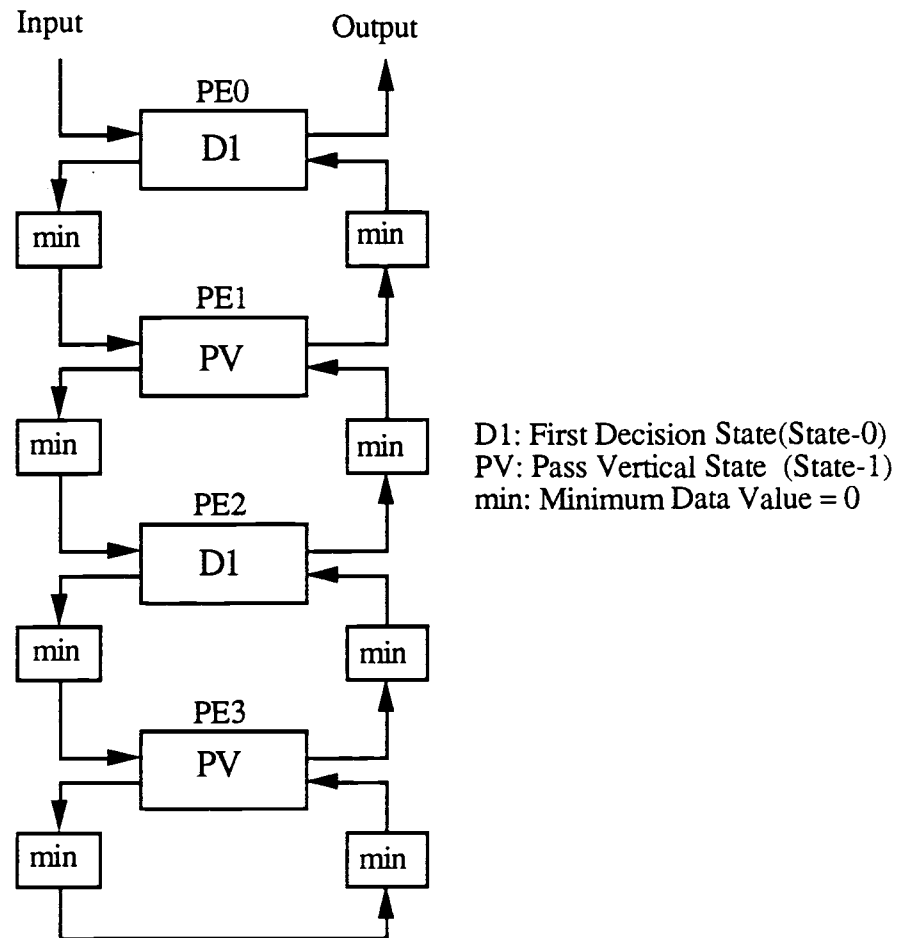 Input
Output
PE0
D1
min
min
PE1
PV
min
min
D1: First Decision State(State-0)
PV: Pass Vertical State (State-1)
min: Minimum Data Value = 0
PE2
D1
min
min
PE3
PV
min
min